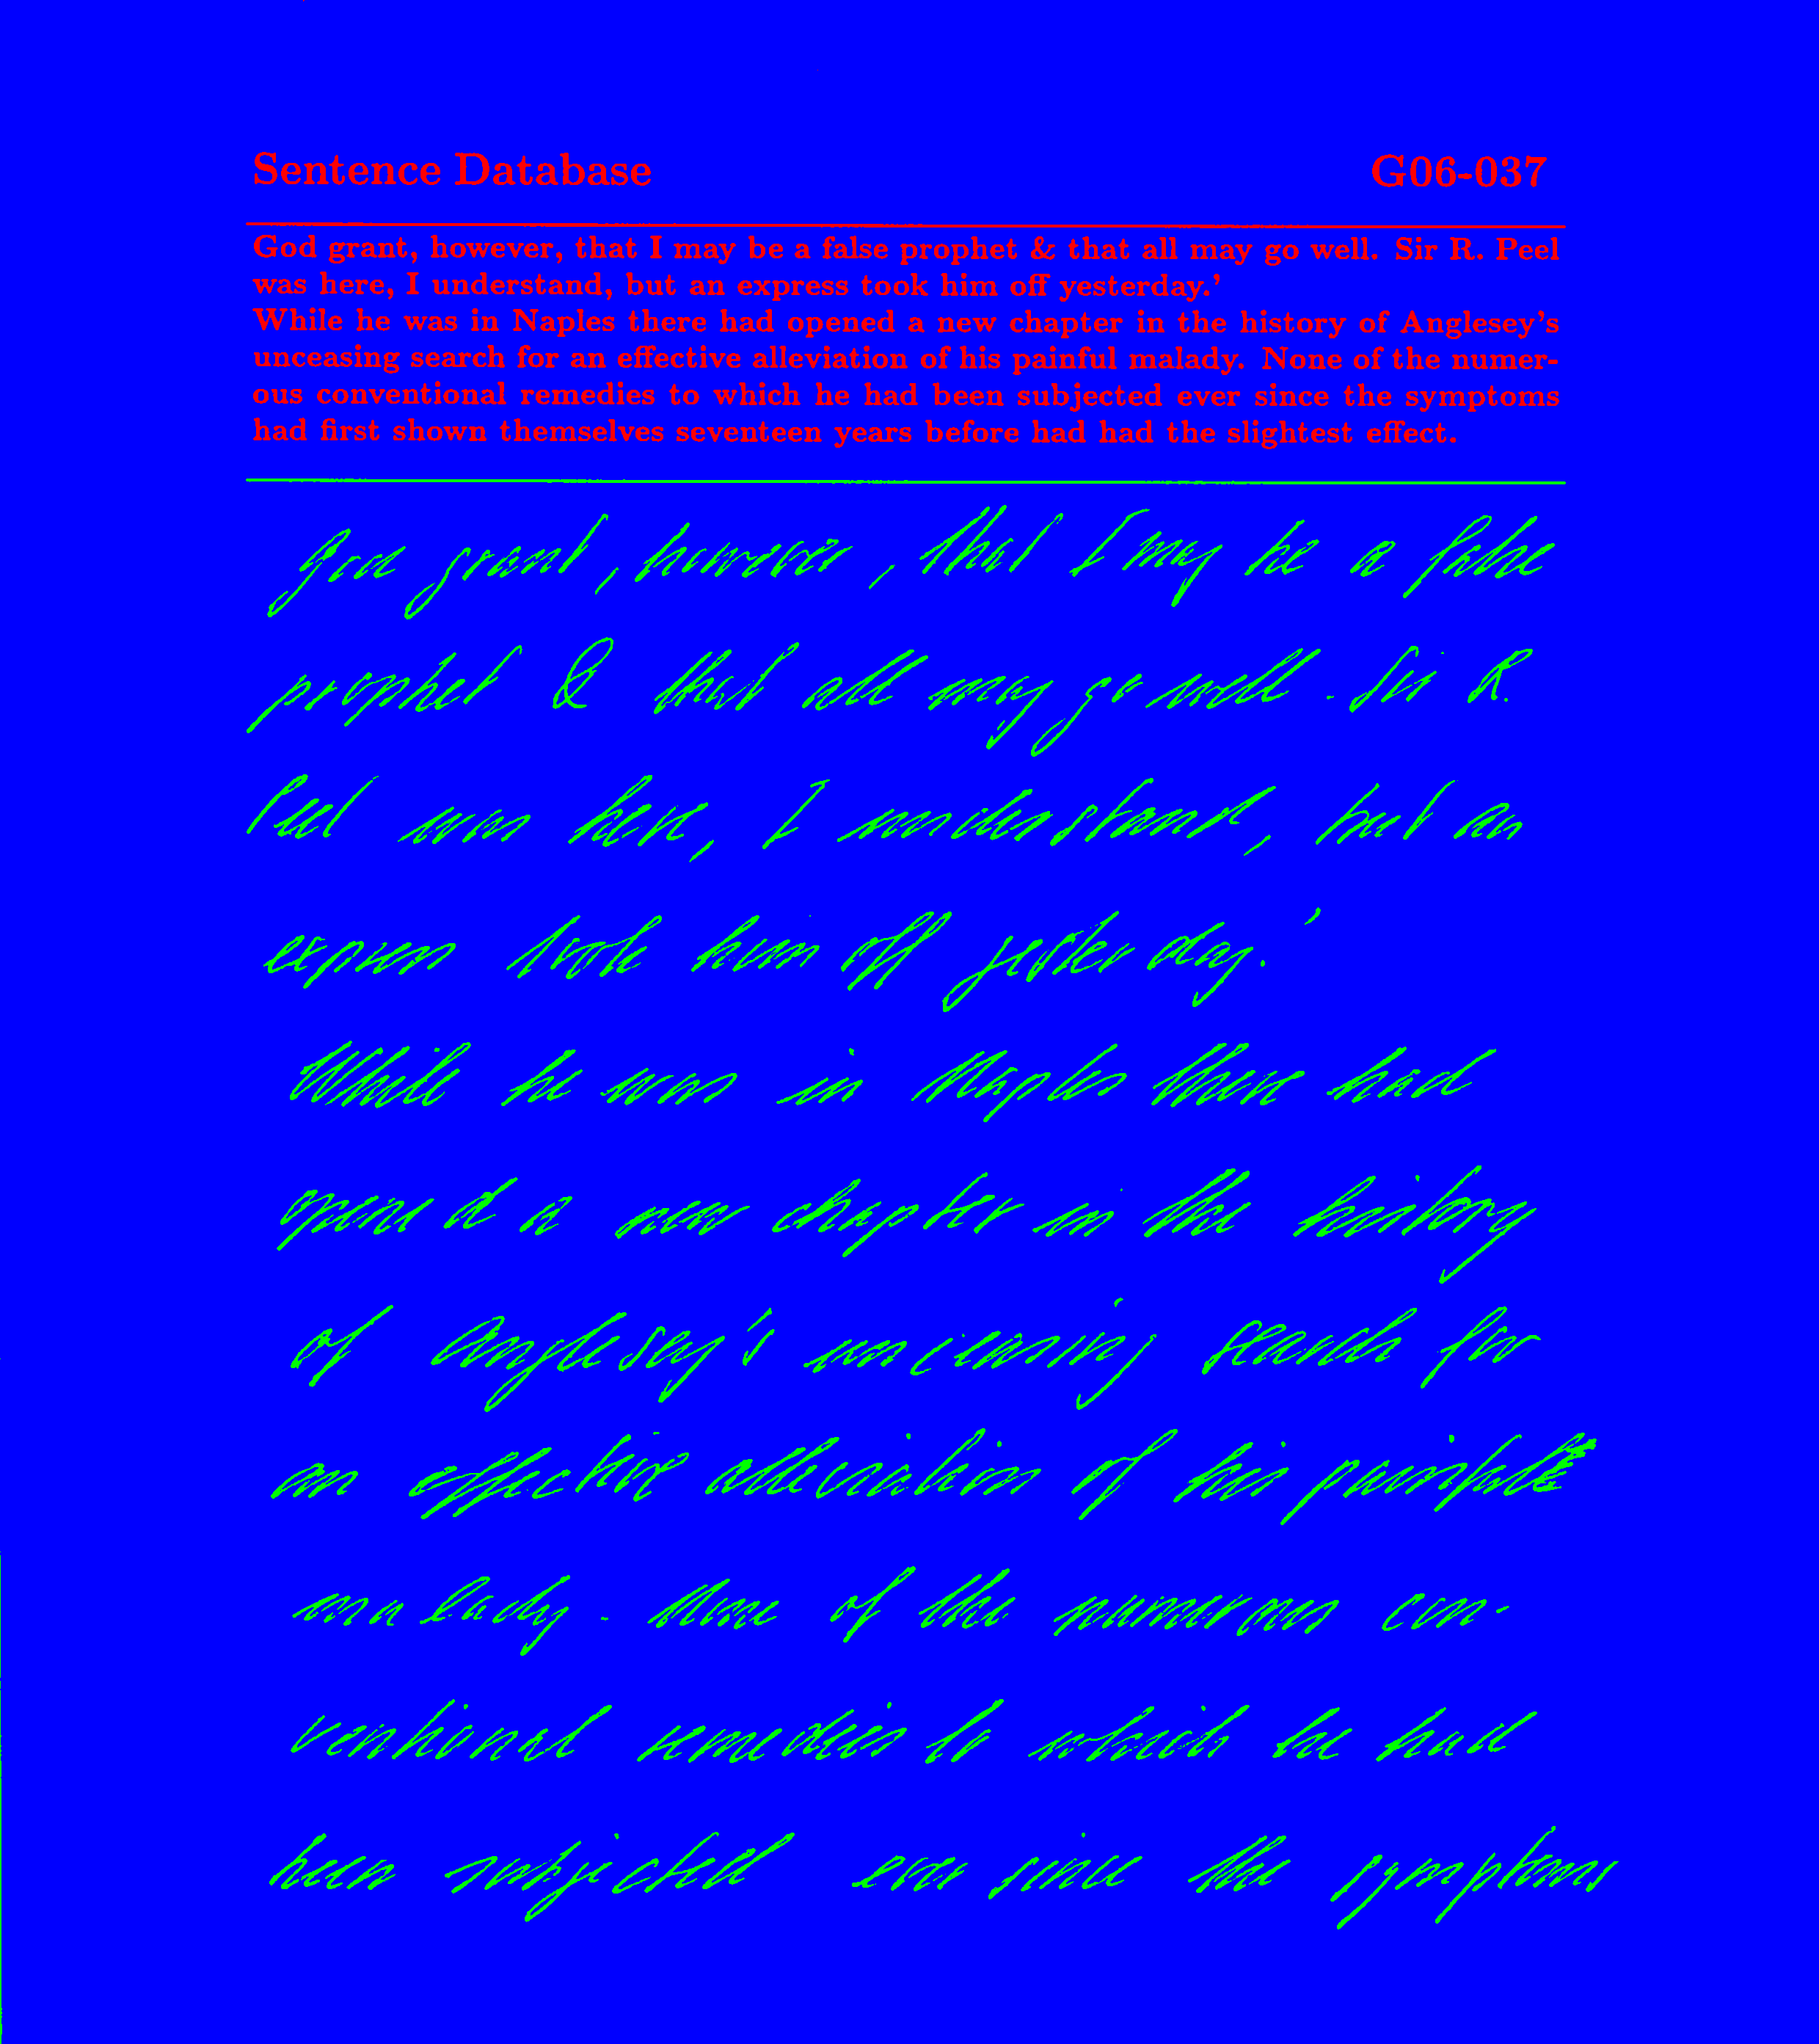 Sentence Database G06-037
God grant, however, that I may be a false prophet & that all may go well. Sir R. Peel
was here, I understand, but an express took him off yesterday.'
While he was in Naples there had opened a new chapter in the history of Anglesey's
unceasing search for an effective alleviation of his painful malady. None of the numer-
ous conventional remedies to which he had been subjected ever since the symptoms
had first shown themselves seventeen years before had had the slightest effect.
God grant, however, that I may be a false
prophet & that all may go well. Sir R.
Peel was here, I understand, but an
express took him off yesterday.'
While he was in Naples there had
opened a new chapter in the history
of Anglesey's unceasing search for
an effective alleviation of his painful
malady. None of the numerous con-
ventional remedies to which he had
been subjected ever since the symptoms